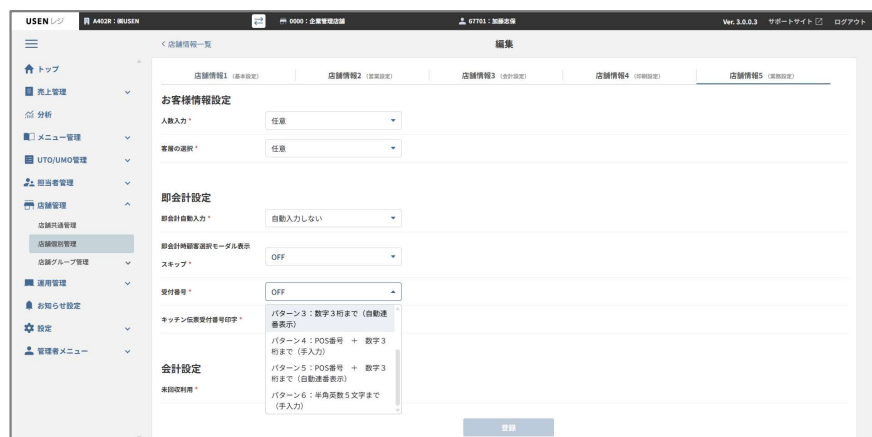 USEN レジ
A402R：㈱USEN
0000：企業管理店舗
67701：加藤志保
Ver. 3.0.0.3
サポートサイト
ログアウト
トップ
売上管理
分析
メニュー管理
UTO/UMO管理
担当者管理
店舗管理
店舗共通管理
店舗個別管理
店舗グループ管理
運用管理
お知らせ設定
設定
管理者メニュー
店舗情報一覧
編集
店舗情報1（基本設定）
店舗情報2（営業設定）
店舗情報3（会計設定）
店舗情報4（印刷設定）
店舗情報5（業務設定）
お客様情報設定
人数入力 *
任意
客層の選択 *
任意
即会計設定
即会計自動入力 *
自動入力しない
即会計時顧客選択モーダル表示
スキップ *
OFF
受付番号 *
OFF
パターン３：数字３桁まで（自動連
番表示）
パターン４：POS番号　＋　数字３
桁まで（手入力）
パターン５：POS番号　＋　数字３
桁まで（自動連番表示）
パターン６：半角英数５文字まで
（手入力）
キッチン伝票受付番号印字 *
会計設定
未回収利用 *
登録